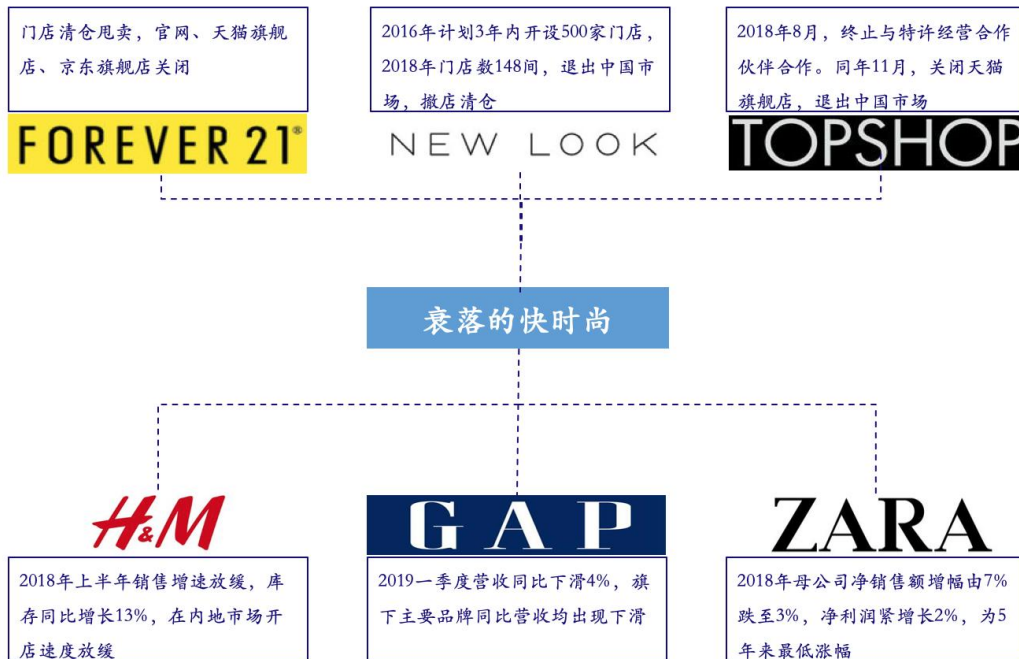 门店清仓甩卖，官网、天猫旗舰
店、京东旗舰店关闭
FOREVER 21®
2016年计划3年内开设500家门店，
2018年门店数148间，退出中国市
场，撤店清仓
NEW LOOK
2018年8月，终止与特许经营合作
伙伴合作。同年11月，关闭天猫
旗舰店，退出中国市场
TOPSHOP
衰落的快时尚
H&M
2018年上半年销售增速放缓，库
存同比增长13%，在内地市场开
店速度放缓
GAP
2019一季度营收同比下滑4%，旗
下主要品牌同比营收均出现下滑
ZARA
2018年母公司净销售额增幅由7%
跌至3%，净利润紧增长2%，为5
年来最低涨幅